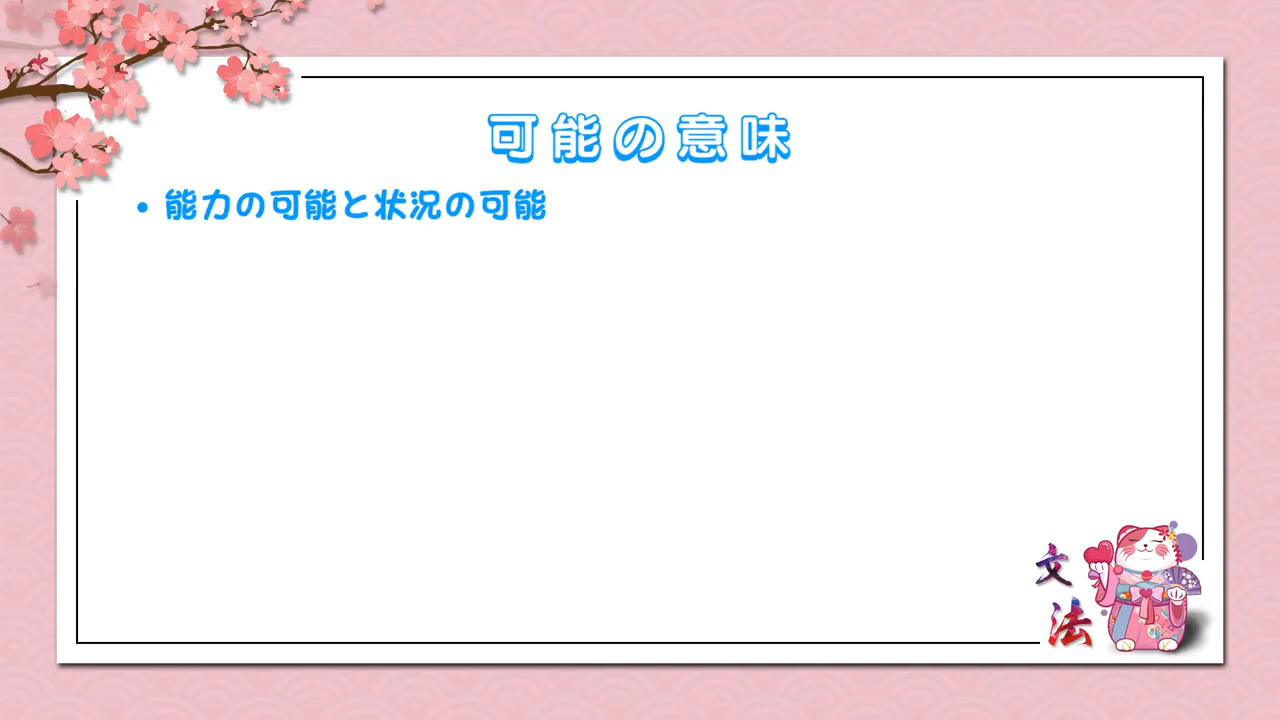 可能の意味
• 能力の可能と状況の可能
文
法